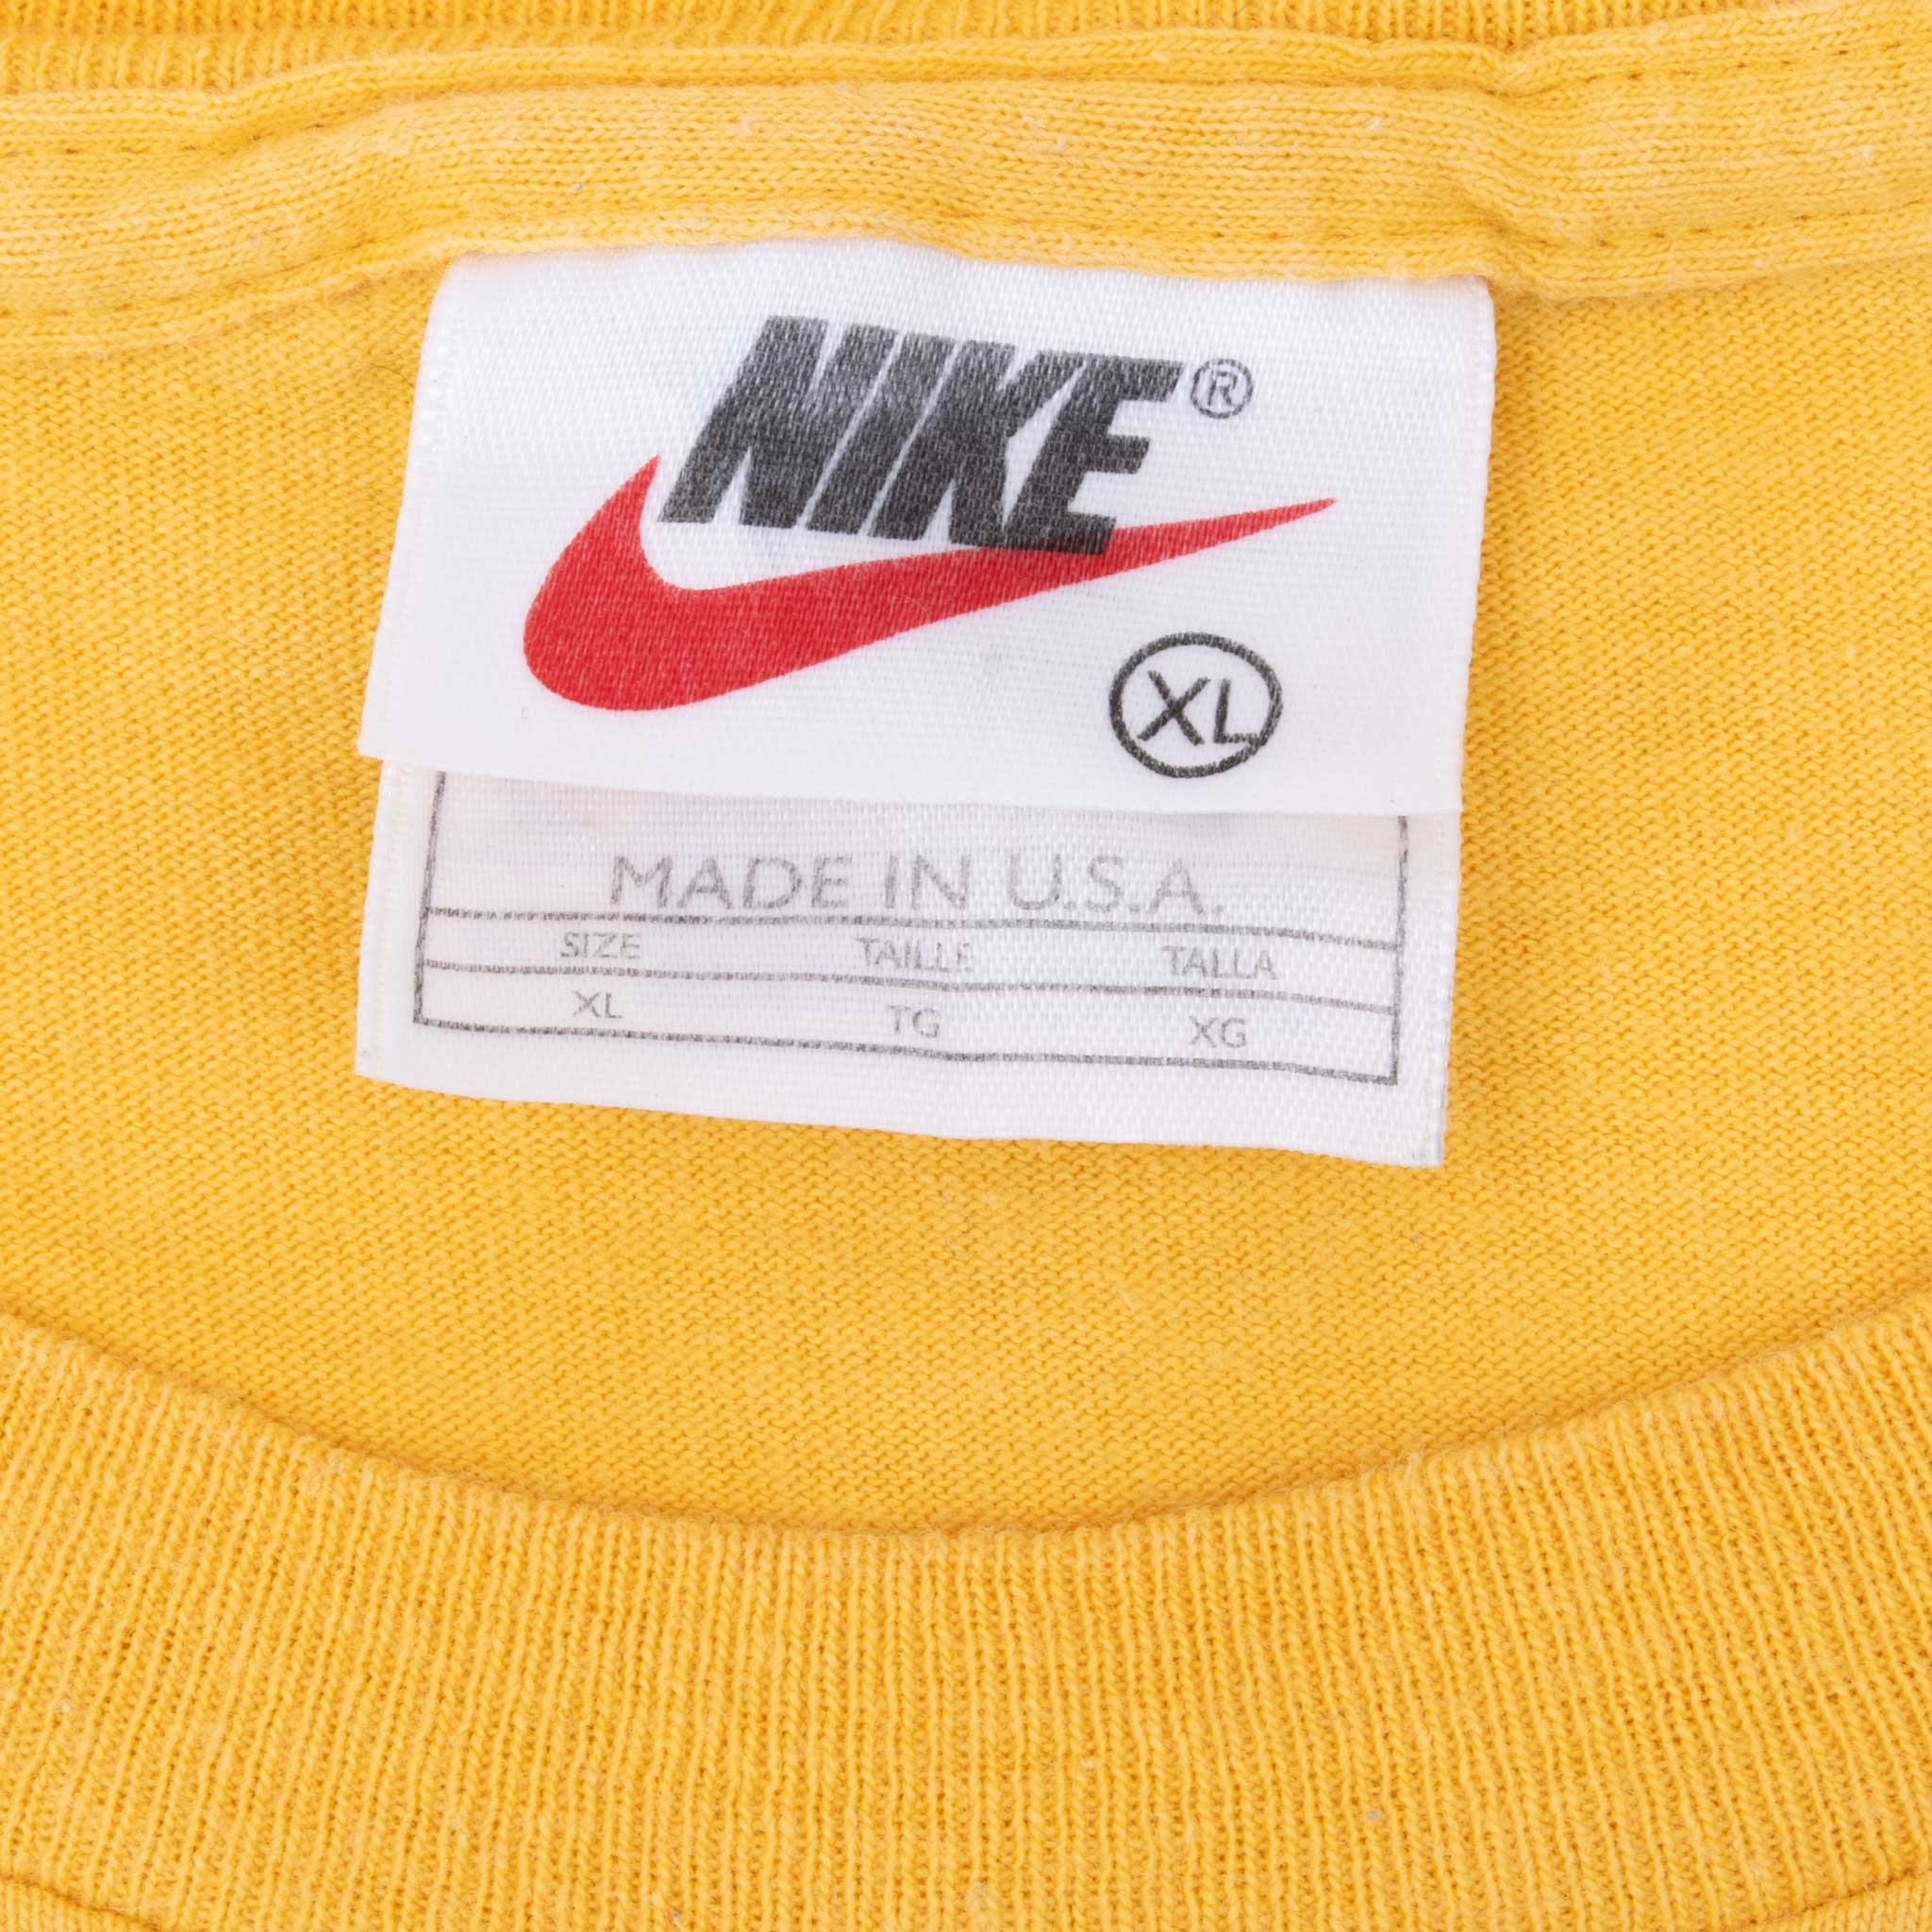 NIKE®
XL
MADE IN U.S.A.
SIZE TAILLE TALLA
XL TG XG